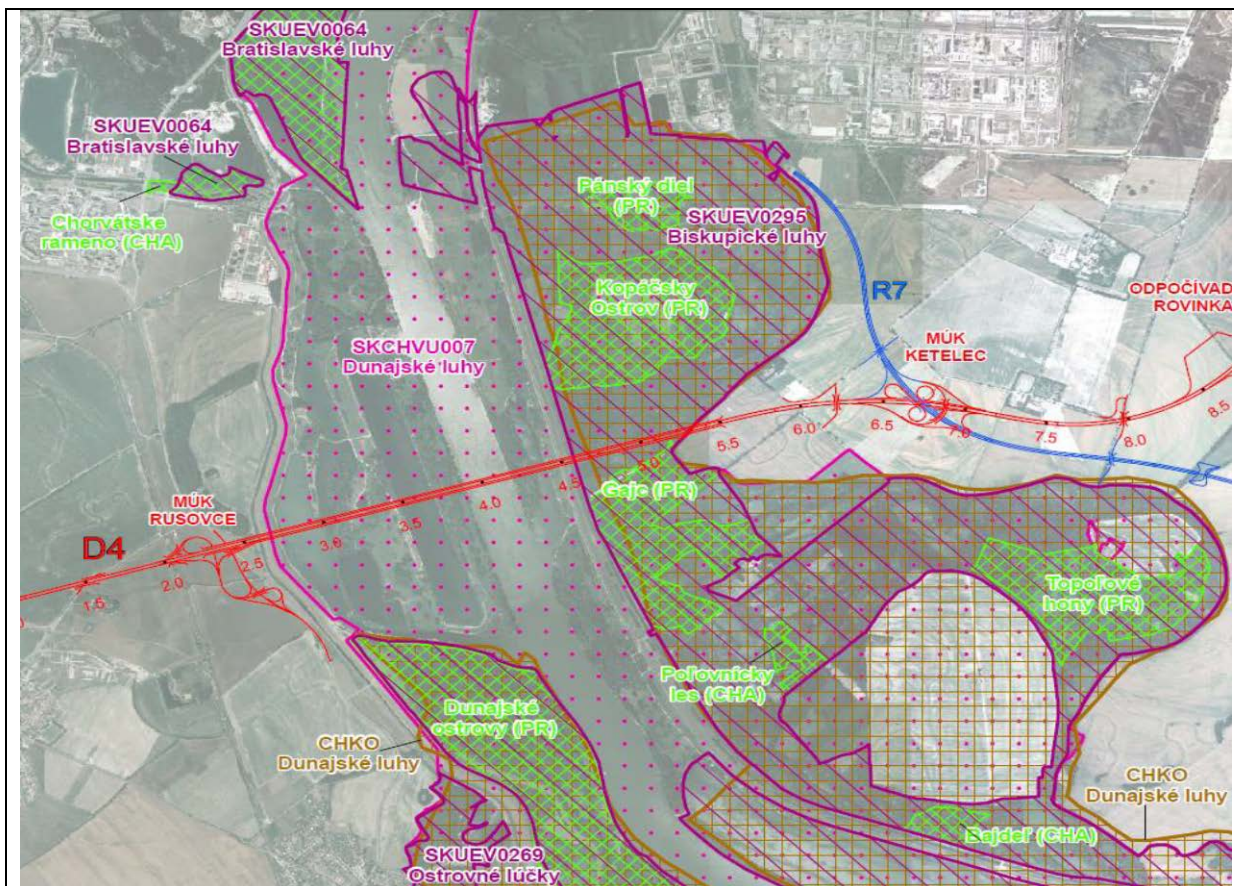 SKUEV0064
Bratislavské luhy
SKUEV0064
Bratislavské luhy
Chorvátske
rameno (CHA)
Pánský diel
(PR)
SKUEV0295
Biskupické luhy
Kopáčsky
Ostrov (PR)
R7
ODPOČÍVAD
ROVINKA
MÚK
KETELEC
SKCHVU007
Dunajské luhy
8.5
8.0
7.5
7.0
6.5
6.0
5.5
5.0
4.5
4.0
3.5
3.0
2.5
2.0
1.5
Gajc (PR)
MÚK
RUSOVCE
D4
Topoľové
hony (PR)
Poľovnícky
les (CHA)
Dunajské
ostrovy (PR)
CHKO
Dunajské luhy
CHKO
Dunajské luhy
Bajdeľ (CHA)
SKUEV0269
Ostrovné lúčky